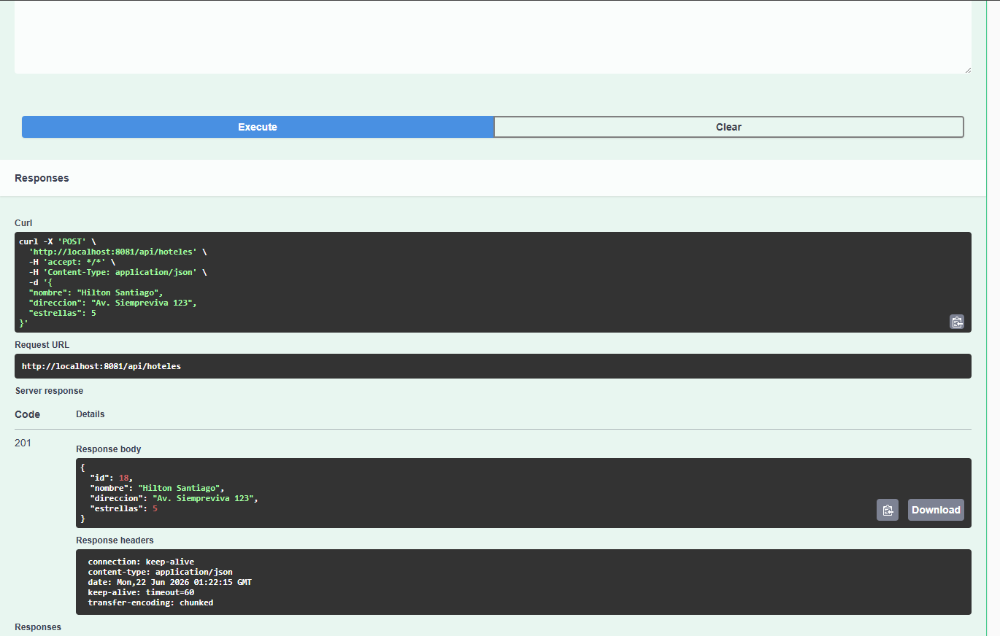 Execute
Clear
Responses
Curl
curl -X 'POST' \
  'http://localhost:8081/api/hoteles' \
  -H 'accept: */*' \
  -H 'Content-Type: application/json' \
  -d '{
  "nombre": "Hilton Santiago",
  "direccion": "Av. Siempreviva 123",
  "estrellas": 5
}'
Request URL
http://localhost:8081/api/hoteles
Server response
Code
Details
201
Response body
{
  "id": 18,
  "nombre": "Hilton Santiago",
  "direccion": "Av. Siempreviva 123",
  "estrellas": 5
}
Download
Response headers
connection: keep-alive
content-type: application/json
date: Mon,22 Jun 2026 01:22:15 GMT
keep-alive: timeout=60
transfer-encoding: chunked
Responses